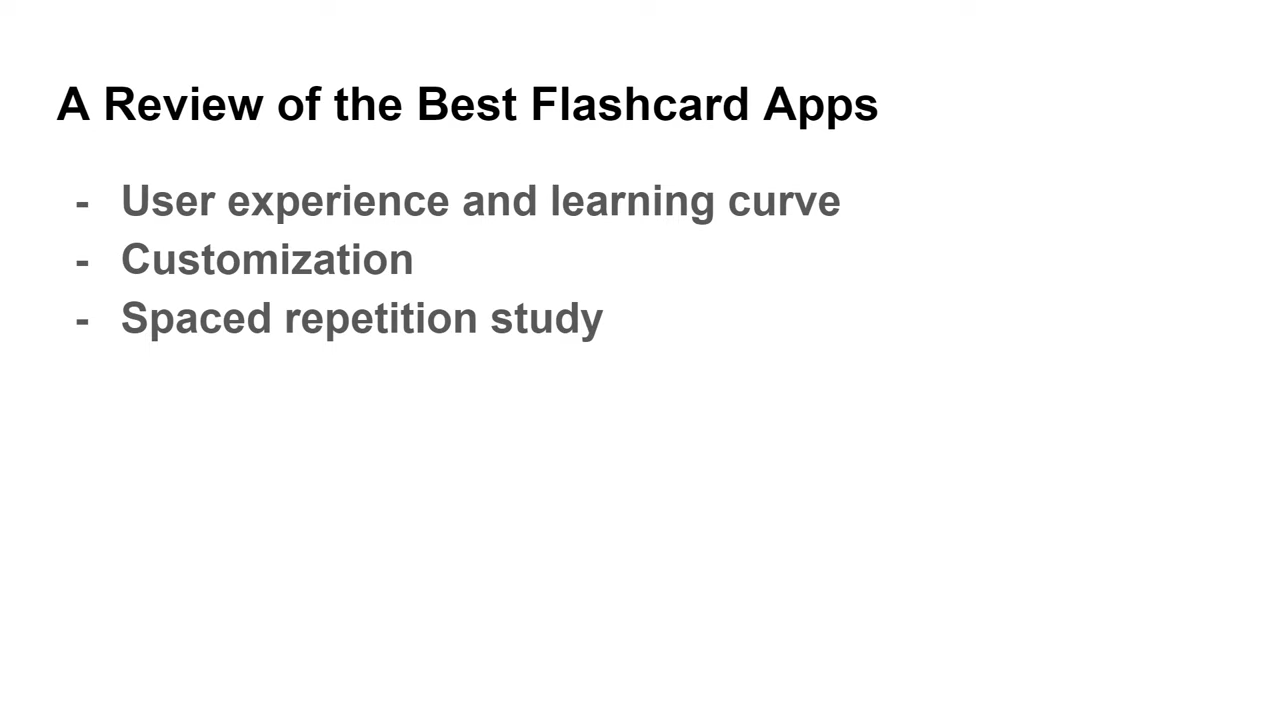 A Review of the Best Flashcard Apps
- User experience and learning curve
- Customization
- Spaced repetition study